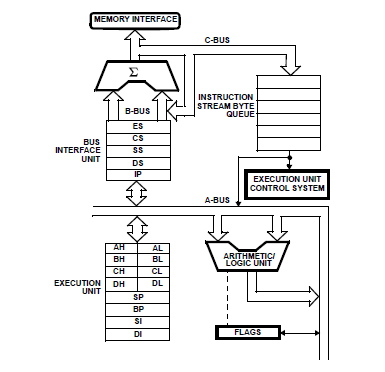 MEMORY INTERFACE
C-BUS
Σ
B-BUS
INSTRUCTION
STREAM BYTE
QUEUE
ES
CS
SS
DS
IP
BUS
INTERFACE
UNIT
EXECUTION UNIT
CONTROL SYSTEM
A-BUS
AH AL
BH BL
CH CL
DH DL
SP
BP
SI
DI
EXECUTION
UNIT
ARITHMETIC/
LOGIC UNIT
FLAGS